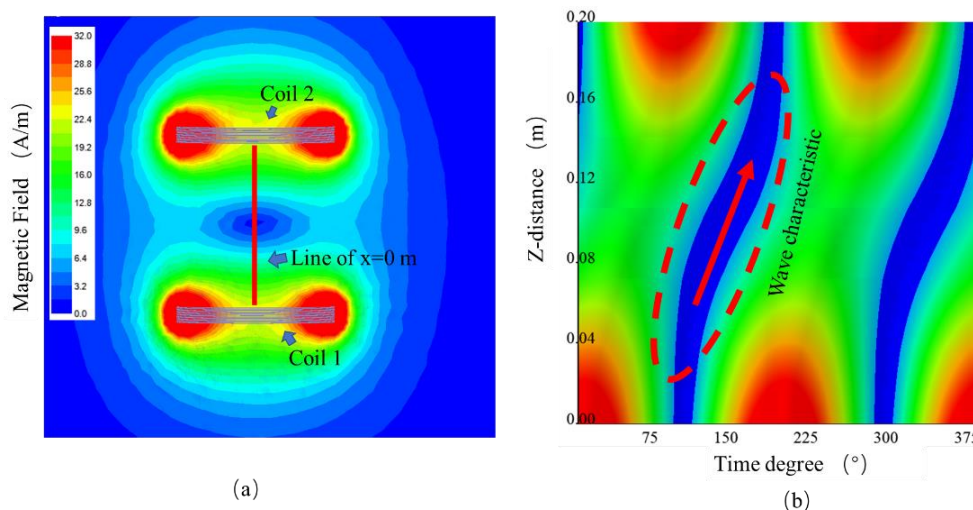 Magnetic Field (A/m)
32.0
28.8
25.6
22.4
19.2
16.0
12.8
9.6
6.4
3.2
0.0
Coil 2
Line of x=0 m
Coil 1
(a)
Z-distance (m)
0.20
0.16
0.12
0.08
0.04
0.00
Wave characteristic
75
150
225
300
375
Time degree (°)
(b)